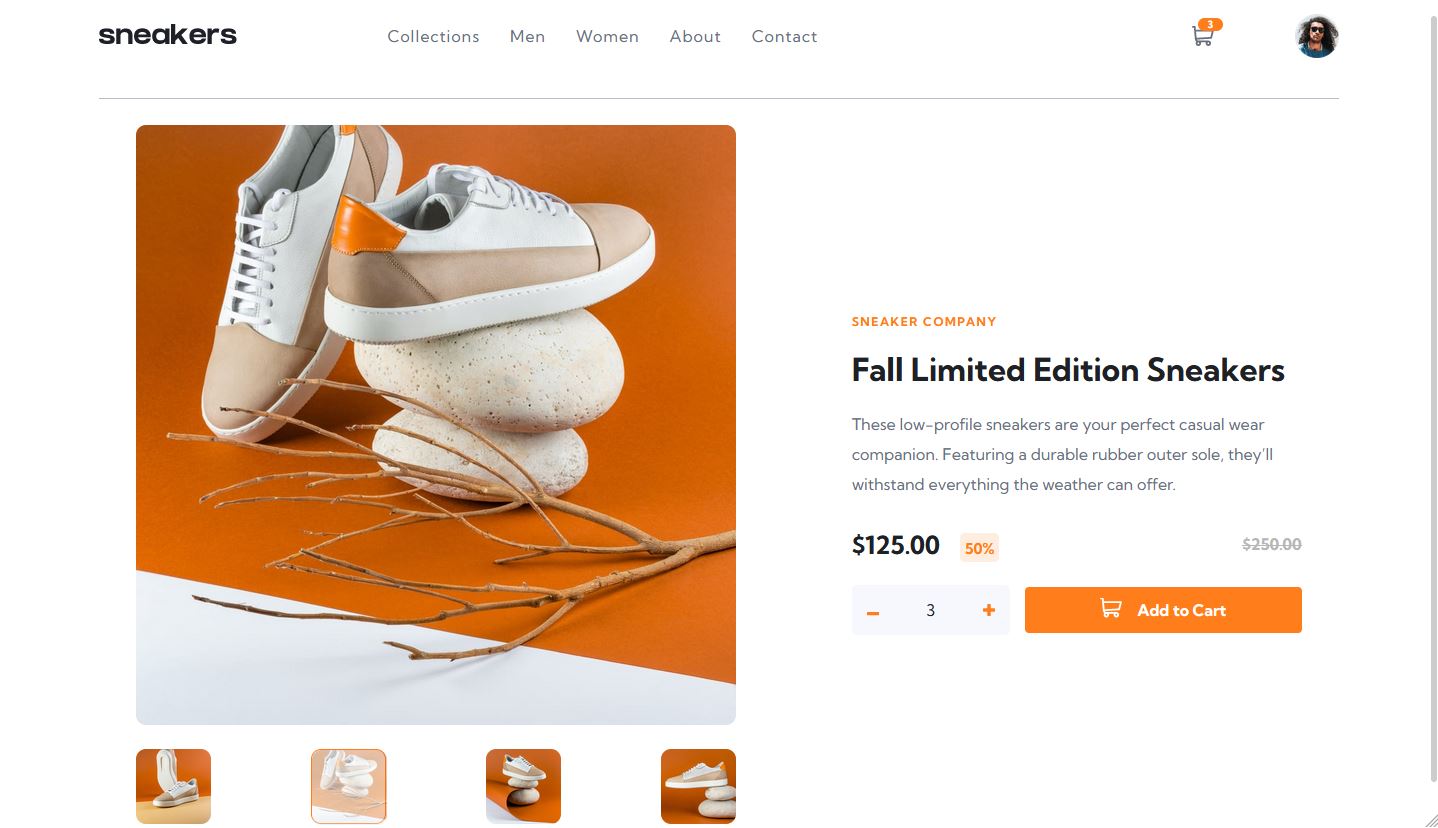 sneakers
Collections Men Women About Contact
3
SNEAKER COMPANY
Fall Limited Edition Sneakers
These low-profile sneakers are your perfect casual wear
companion. Featuring a durable rubber outer sole, they'll
withstand everything the weather can offer.
$125.00 50% $250.00
3 Add to Cart